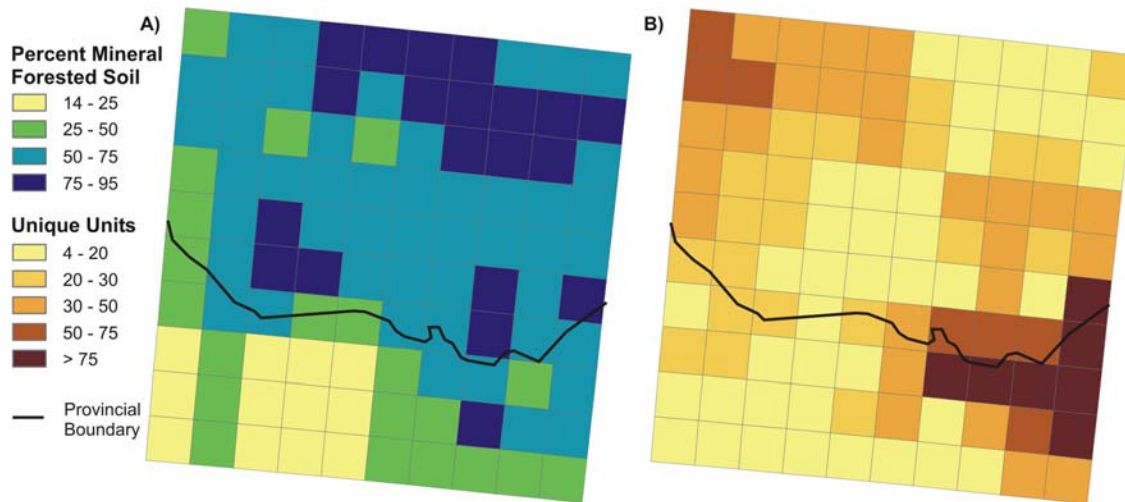 A)
B)
Percent Mineral
Forested Soil
14 - 25
25 - 50
50 - 75
75 - 95
Unique Units
4 - 20
20 - 30
30 - 50
50 - 75
> 75
Provincial
Boundary